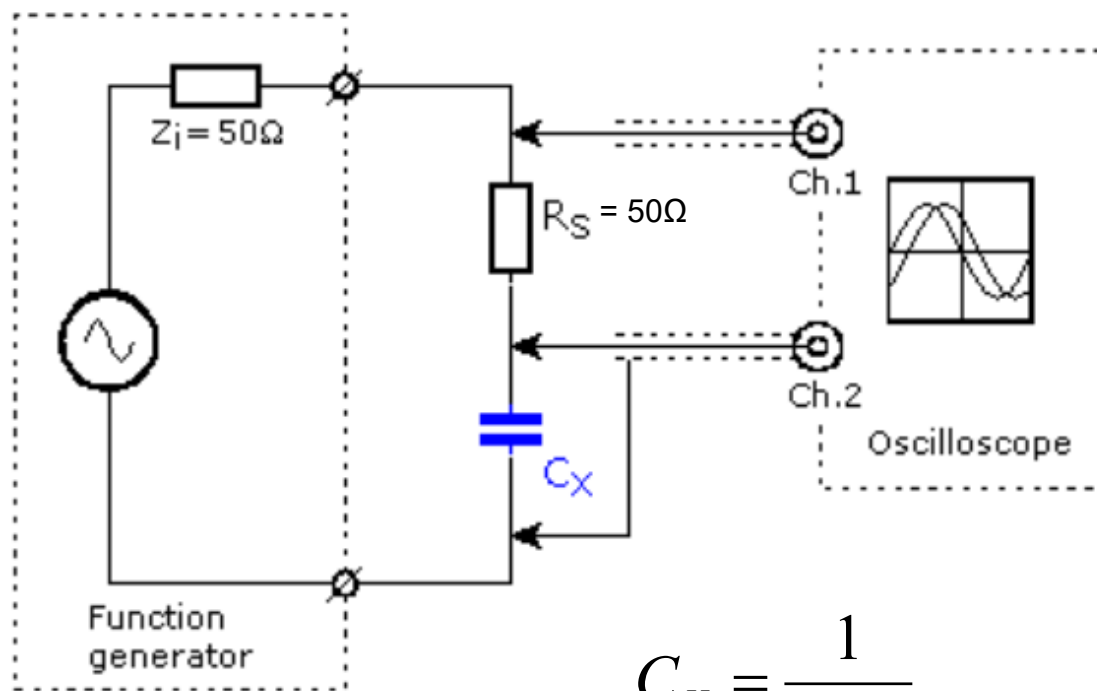 Zi = 50Ω
Ch.1
RS = 50Ω
Ch.2
Oscilloscope
CX
Function
generator
1